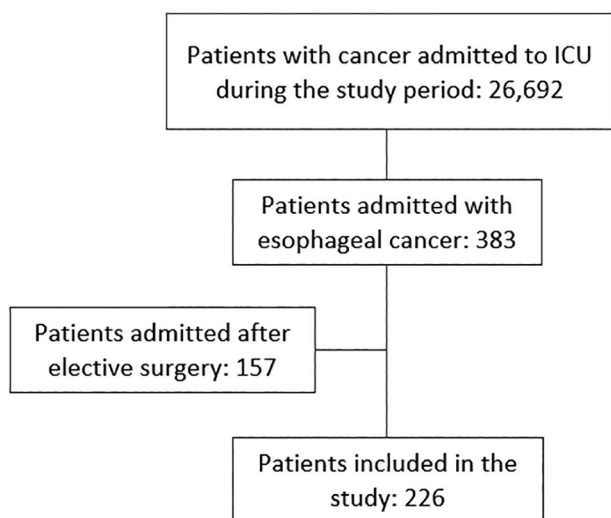 Patients with cancer admitted to ICU
during the study period: 26,692
Patients admitted with
esophageal cancer: 383
Patients admitted after
elective surgery: 157
Patients included in the
study: 226